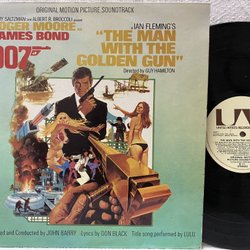 ORIGINAL MOTION PICTURE SOUNDTRACK
SALTZMAN and ALBERT R. BROCCOLI present
ROGER MOORE as
JAMES BOND
007
IAN FLEMING'S
"THE MAN
WITH THE
GOLDEN GUN"
Directed by GUY HAMILTON
and Conducted by JOHN BARRY
Lyrics by DON BLACK
Title song performed by LULU
UA
UNITED ARTISTS RECORDS